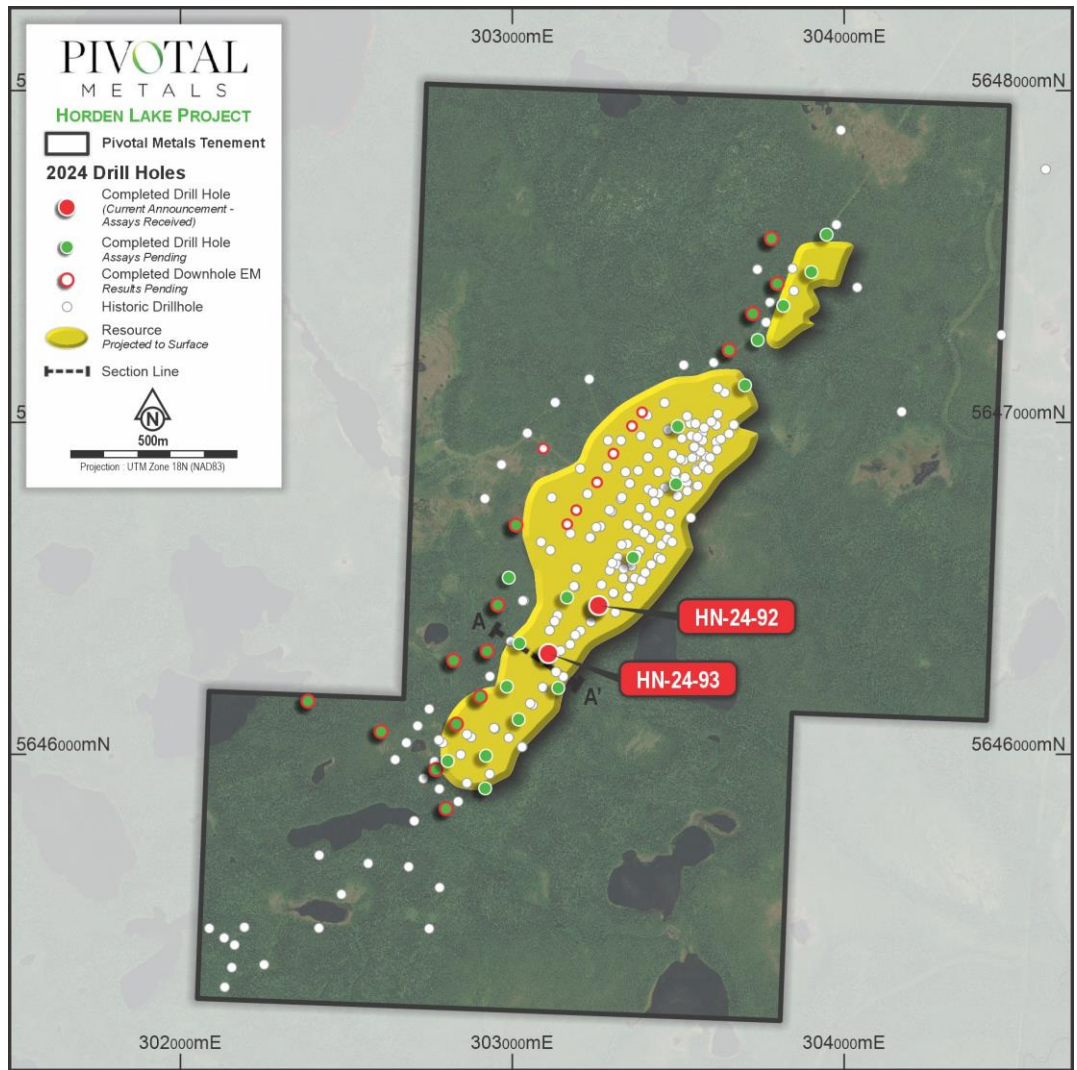 303000mE
304000mE
5648000mN
PIVOTAL
METALS
HORDEN LAKE PROJECT
Pivotal Metals Tenement
2024 Drill Holes
Completed Drill Hole
(Current Announcement -
Assays Received)
Completed Drill Hole
Assays Pending
Completed Downhole EM
Results Pending
Historic Drillhole
Resource
Projected to Surface
Section Line
N
500m
Projection : UTM Zone 18N (NAD83)
5
5
5647000mN
HN-24-92
A
HN-24-93
A'
5646000mN
5646000mN
302000mE
303000mE
304000mE